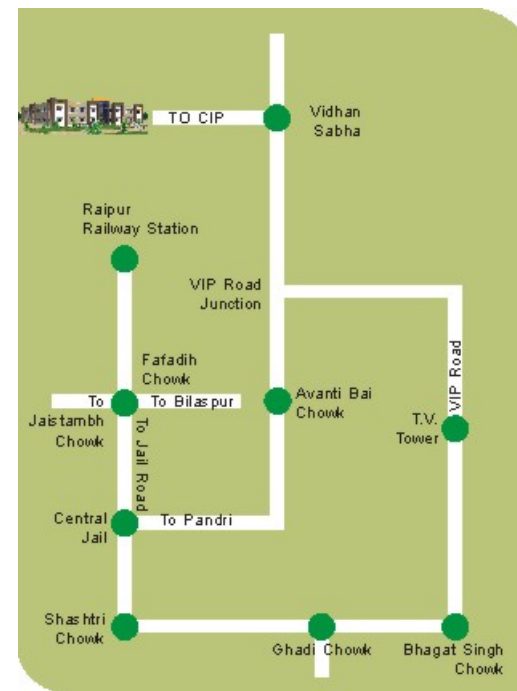 TO CIP
Vidhan
Sabha
Raipur
Railway Station
VIP Road
Junction
VIP Road
Fafadih
Chowk
To
To Bilaspur
Jaistambh
Chowk
Avanti Bai
Chowk
T.V.
Tower
To Jail Road
Central
Jail
To Pandri
Shashtri
Chowk
Ghadi Chowk
Bhagat Singh
Chowk